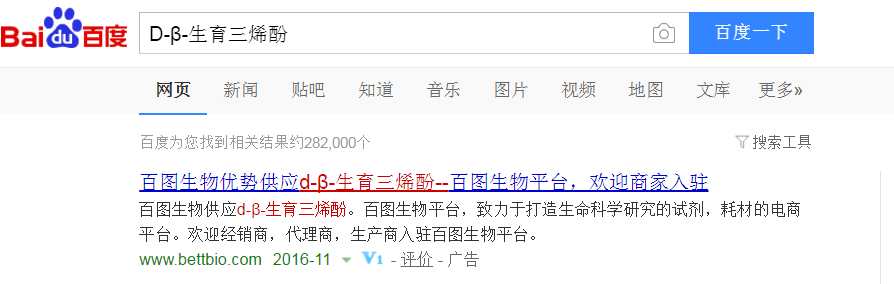 Baidu百度 D-β-生育三烯酚 百度一下
网页 新闻 贴吧 知道 音乐 图片 视频 地图 文库 更多»
百度为您找到相关结果约282,000个 搜索工具
百图生物优势供应d-β-生育三烯酚--百图生物平台，欢迎商家入驻
百图生物供应d-β-生育三烯酚。百图生物平台，致力于打造生命科学研究的试剂，耗材的电商
平台。欢迎经销商，代理商，生产商入驻百图生物平台。
www.bettbio.com 2016-11 V1 - 评价 - 广告